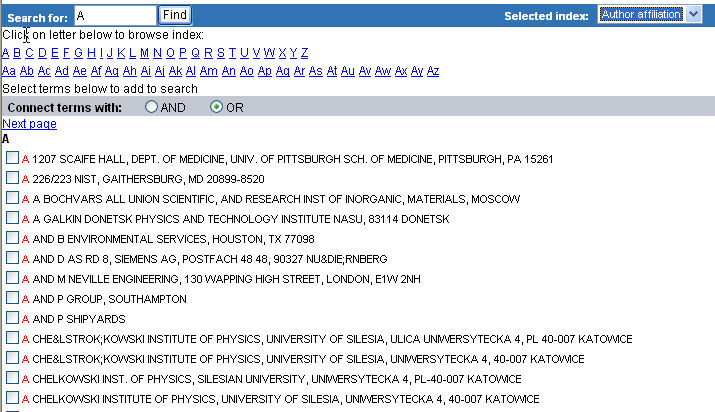 Search for: A Find Selected index: Author affiliation
Click on letter below to browse index:
A B C D E F G H I J K L M N O P Q R S T U V W X Y Z
Aa Ab Ac Ad Ae Af Aq Ah Ai Aj Ak Al Am An Ao Ap Aq Ar As At Au Av Aw Ax Ay Az
Select terms below to add to search
Connect terms with: AND OR
Next page
A
A 1207 SCAIFE HALL, DEPT. OF MEDICINE, UNIV. OF PITTSBURGH SCH. OF MEDICINE, PITTSBURGH, PA 15261
A 226/223 NIST, GAITHERSBURG, MD 20899-8520
A A BOCHVARS ALL UNION SCIENTIFIC, AND RESEARCH INST OF INORGANIC, MATERIALS, MOSCOW
A A GALKIN DONETSK PHYSICS AND TECHNOLOGY INSTITUTE NASU, 83114 DONETSK
A AND B ENVIRONMENTAL SERVICES, HOUSTON, TX 77098
A AND D AS RD 8, SIEMENS AG, POSTFACH 48 48, 90327 NU&DIE;RNBERG
A AND M NEVILLE ENGINEERING, 130 WAPPING HIGH STREET, LONDON, E1W 2NH
A AND P GROUP, SOUTHAMPTON
A AND P SHIPYARDS
A CHE&LSTROK;KOWSKI INSTITUTE OF PHYSICS, UNIVERSITY OF SILESIA, ULICA UNIWERSYTECKA 4, PL 40-007 KATOWICE
A CHE&LSTROK;KOWSKI INSTITUTE OF PHYSICS, UNIVERSITY OF SILESIA, UNIWERSYTECKA 4, 40-007 KATOWICE
A CHELKOWSKI INST. OF PHYSICS, SILESIAN UNIVERSITY, UNIWERSYTECKA 4, PL-40-007 KATOWICE
A CHELKOWSKI INSTITUTE OF PHYSICS, UNIVERSITY OF SILESIA, UNIWERSYTECKA 4, 40-007 KATOWICE